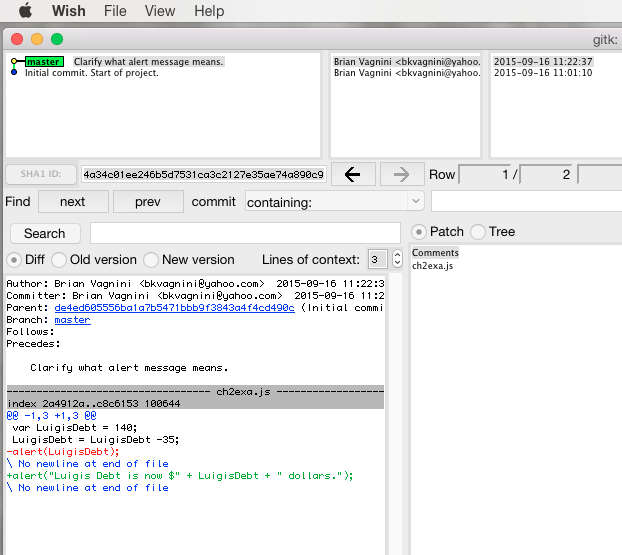 Wish File View Help
gitk:
master Clarify what alert message means. Brian Vagnini <bkvagnini@yahoo. 2015-09-16 11:22:37
Initial commit. Start of project. Brian Vagnini <bkvagnini@yahoo. 2015-09-16 11:01:10
SHA1 ID: 4a34c01ee246b5d7531ca3c2127e35ae74a890c9 Row 1 / 2
Find next prev commit containing:
Search
Patch Tree
Diff Old version New version Lines of context: 3
Comments
ch2exa.js
Author: Brian Vagnini <bkvagnini@yahoo.com> 2015-09-16 11:22:3
Committer: Brian Vagnini <bkvagnini@yahoo.com> 2015-09-16 11:2
Parent: de4ed605556ba1a7b5471bbb9f3843a4f4cd490c (Initial commi
Branch: master
Follows:
Precedes:
Clarify what alert message means.
---------------------------------- ch2exa.js ------------------
index 2a4912a..c8c6153 100644
@@ -1,3 +1,3 @@
var LuigisDebt = 140;
LuigisDebt = LuigisDebt -35;
-alert(LuigisDebt);
\ No newline at end of file
+alert("Luigis Debt is now $" + LuigisDebt + " dollars.");
\ No newline at end of file